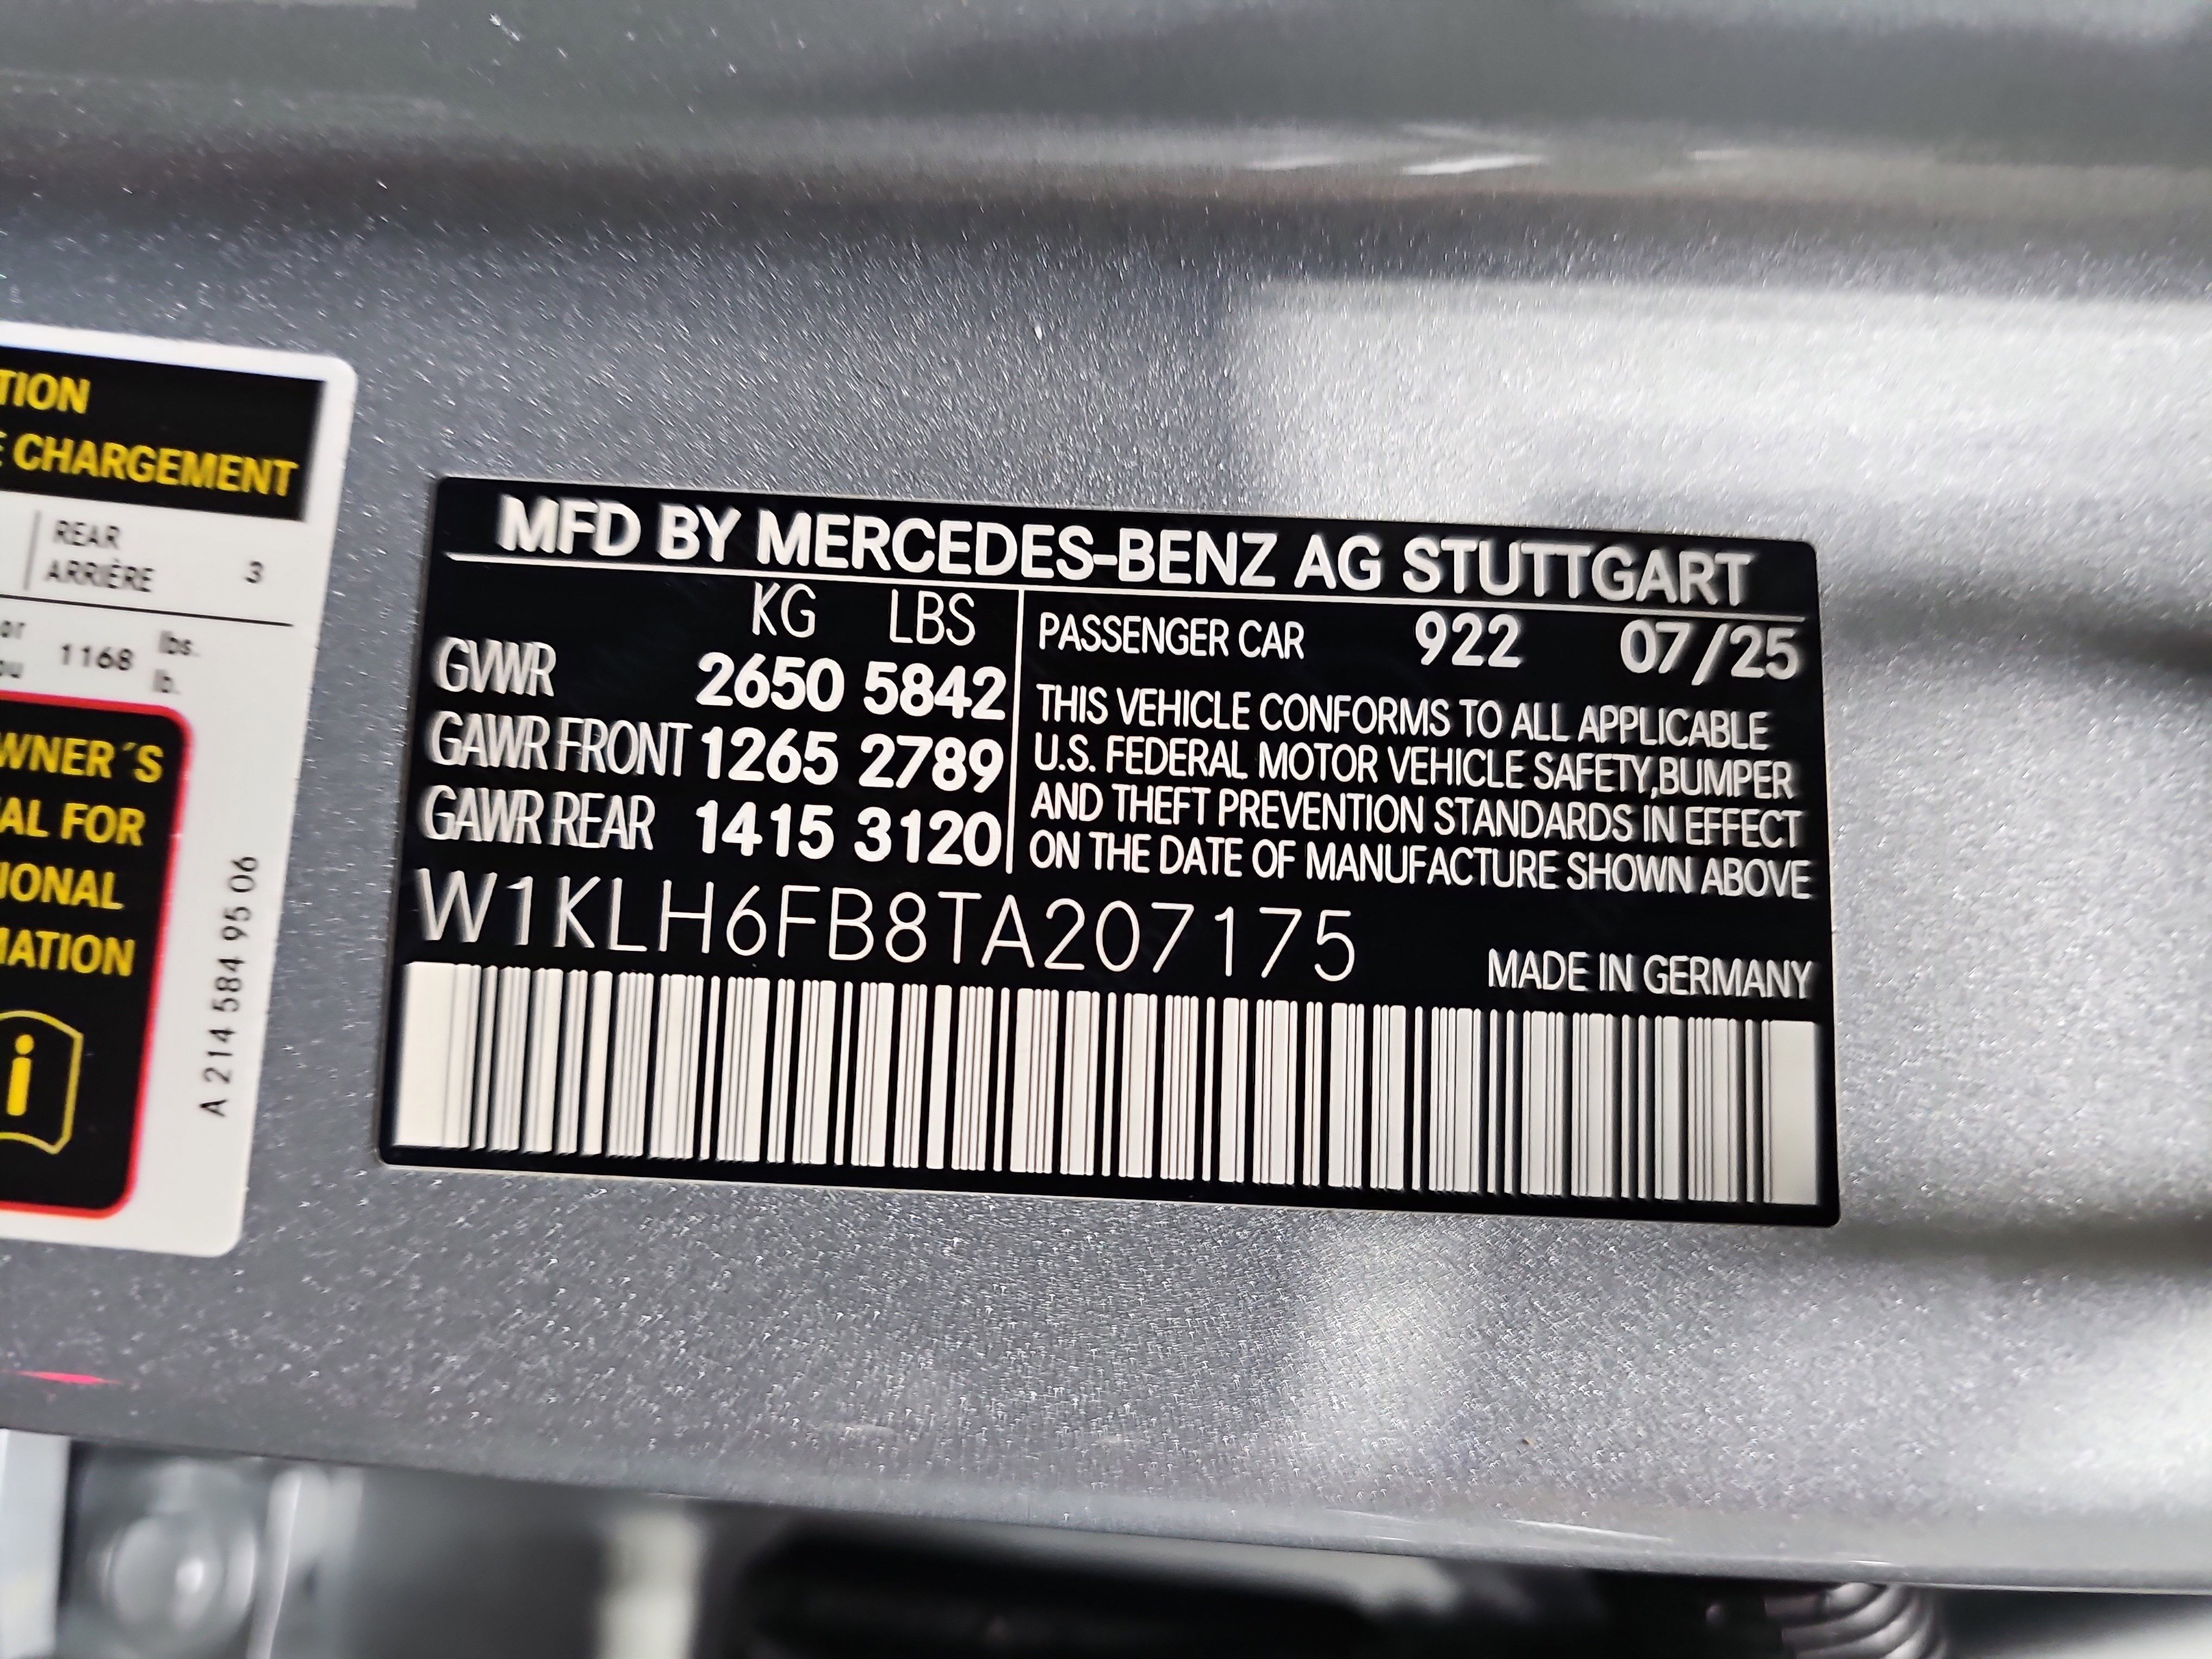 TION
E CHARGEMENT
REAR
ARRIÈRE 3
or
ou 1168 lbs.
lb.
WNER´S
AL FOR
IONAL
MATION
i
A 214 584 95 06
MFD BY MERCEDES-BENZ AG STUTTGART
KG LBS
GVWR 2650 5842
GAWR FRONT 1265 2789
GAWR REAR 1415 3120
PASSENGER CAR 922 07/25
THIS VEHICLE CONFORMS TO ALL APPLICABLE
U.S. FEDERAL MOTOR VEHICLE SAFETY,BUMPER
AND THEFT PREVENTION STANDARDS IN EFFECT
ON THE DATE OF MANUFACTURE SHOWN ABOVE
W1KLH6FB8TA207175
MADE IN GERMANY